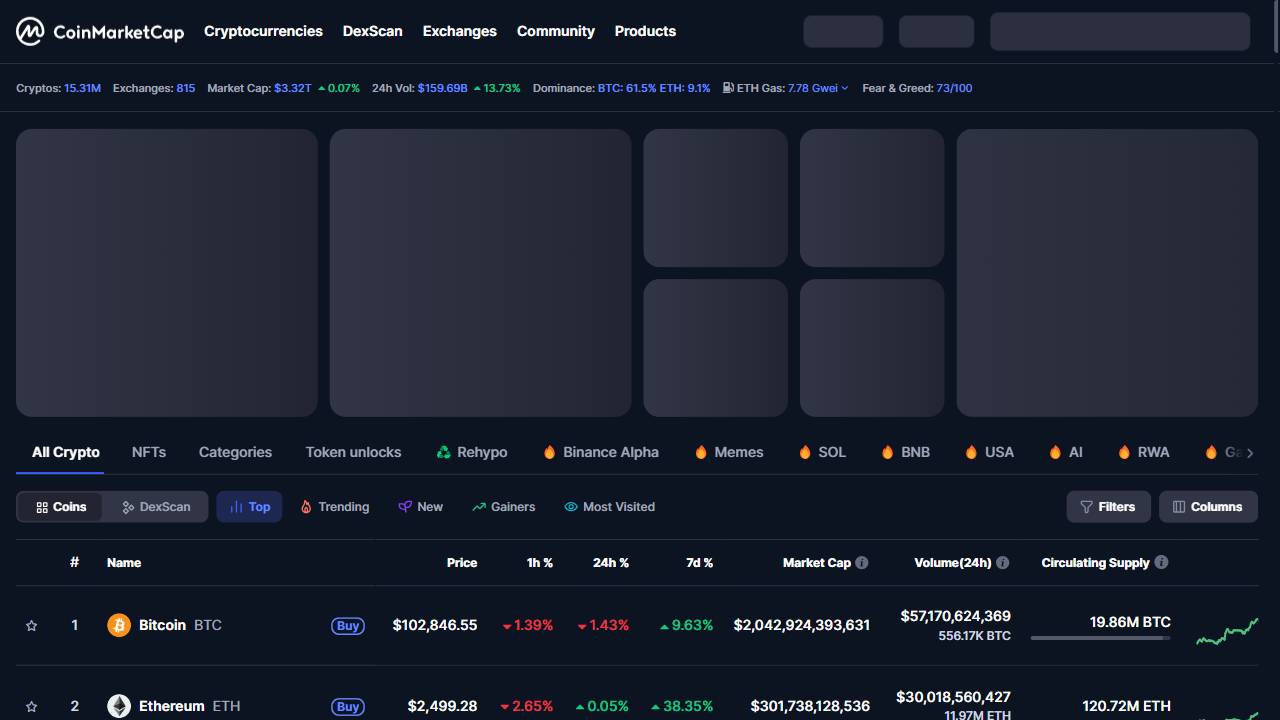 CoinMarketCap Cryptocurrencies DexScan Exchanges Community Products
Cryptos: 15.31M Exchanges: 815 Market Cap: $3.32T 0.07% 24h Vol: $159.69B 13.73% Dominance: BTC: 61.5% ETH: 9.1% ETH Gas: 7.78 Gwei Fear & Greed: 73/100
All Crypto NFTs Categories Token unlocks Rehypo Binance Alpha Memes SOL BNB USA AI RWA
Coins DexScan Top Trending New Gainers Most Visited Filters Columns
# Name Price 1h % 24h % 7d % Market Cap Volume(24h) Circulating Supply
1 Bitcoin BTC Buy $102,846.55 1.39% 1.43% 9.63% $2,042,924,393,631 $57,170,624,369 19.86M BTC
556.17K BTC
2 Ethereum ETH Buy $2,499.28 2.65% 0.05% 38.35% $301,738,128,536 $30,018,560,427 120.72M ETH
11.97M ETH